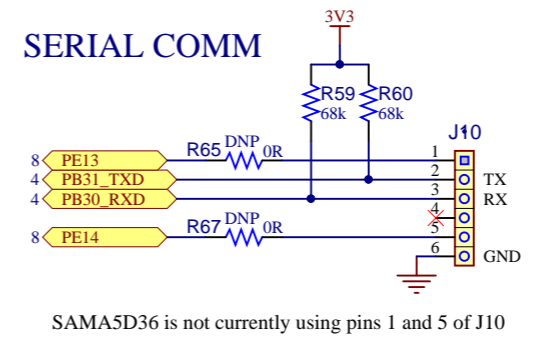 3V3
SERIAL COMM
R59 R60
68k 68k
J10
8 PE13 R65 DNP 0R 1
4 PB31_TXD 2 TX
4 PB30_RXD 3 RX
4
8 PE14 R67 DNP 0R 5
6 GND
SAMA5D36 is not currently using pins 1 and 5 of J10